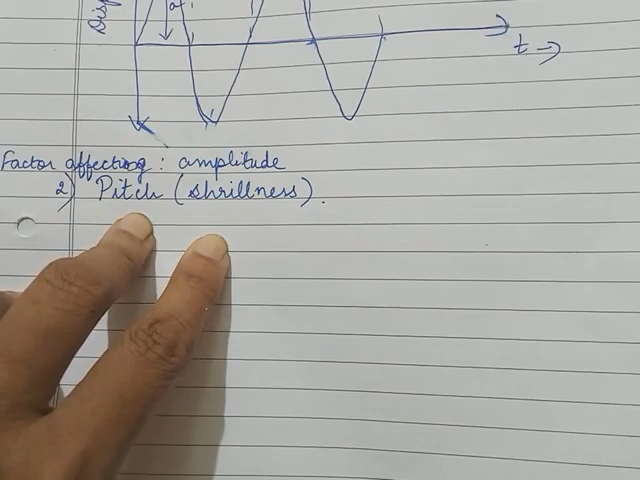 t →
Factor affecting : amplitude
2) Pitch (shrillness).